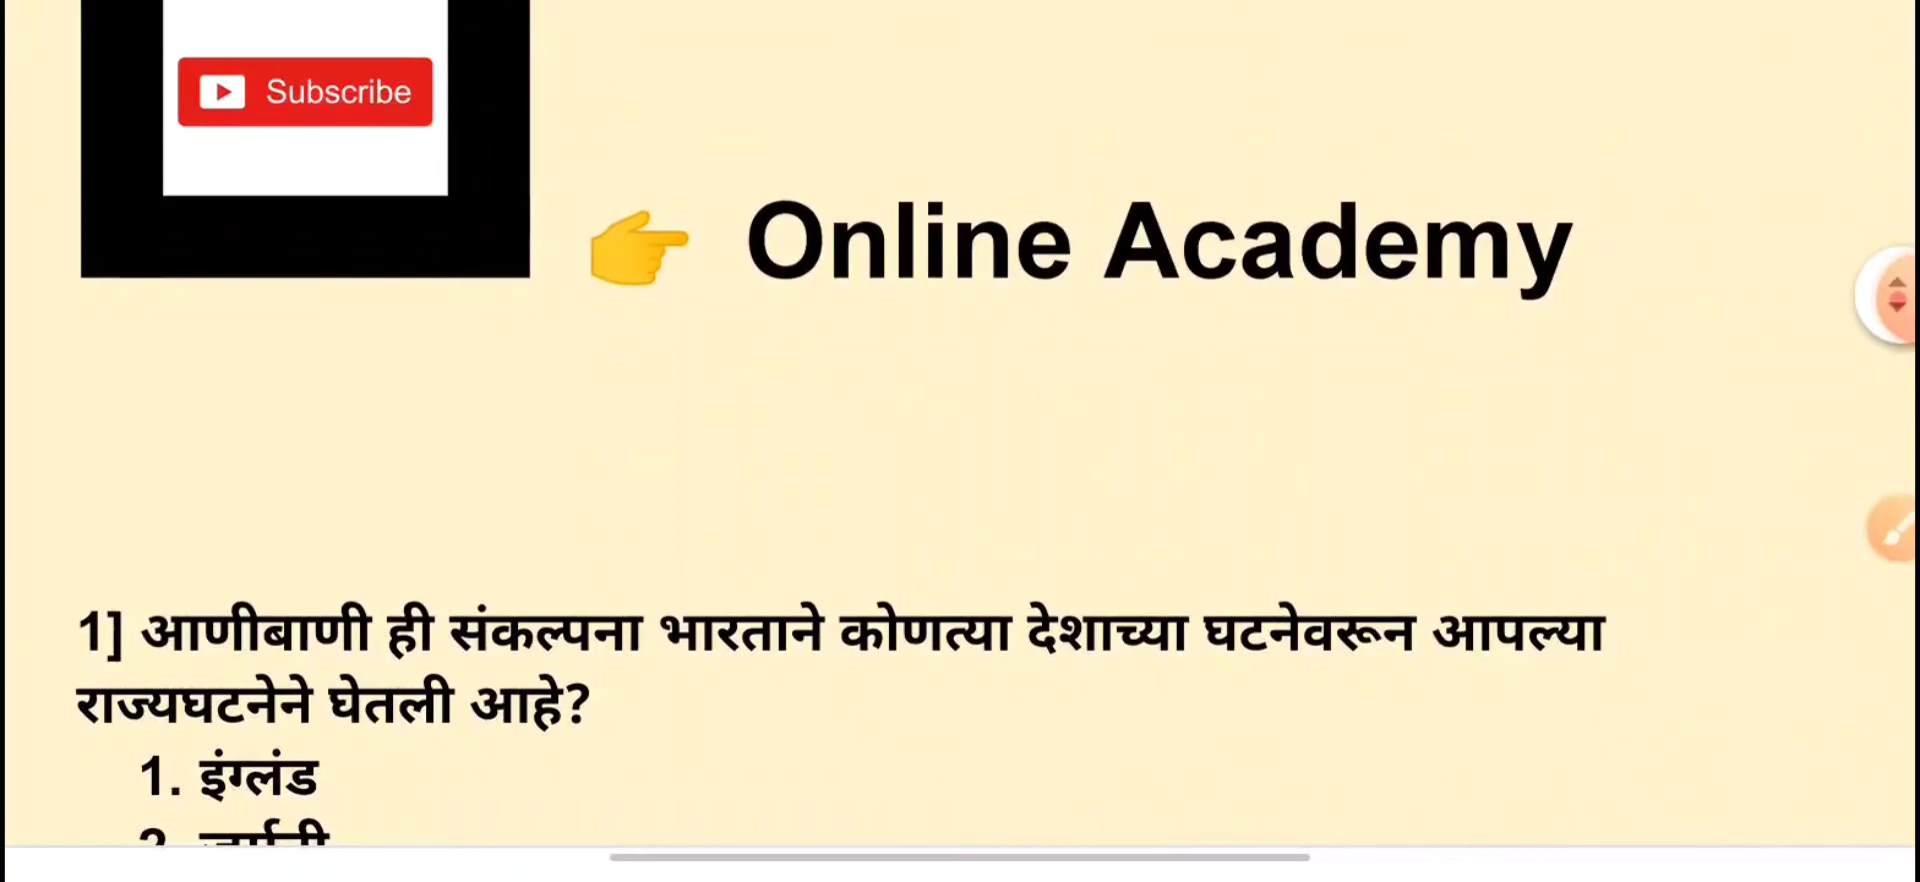 Subscribe
👉 Online Academy
1] आणीबाणी ही संकल्पना भारताने कोणत्या देशाच्या घटनेवरून आपल्या
राज्यघटनेने घेतली आहे?
1. इंग्लंड